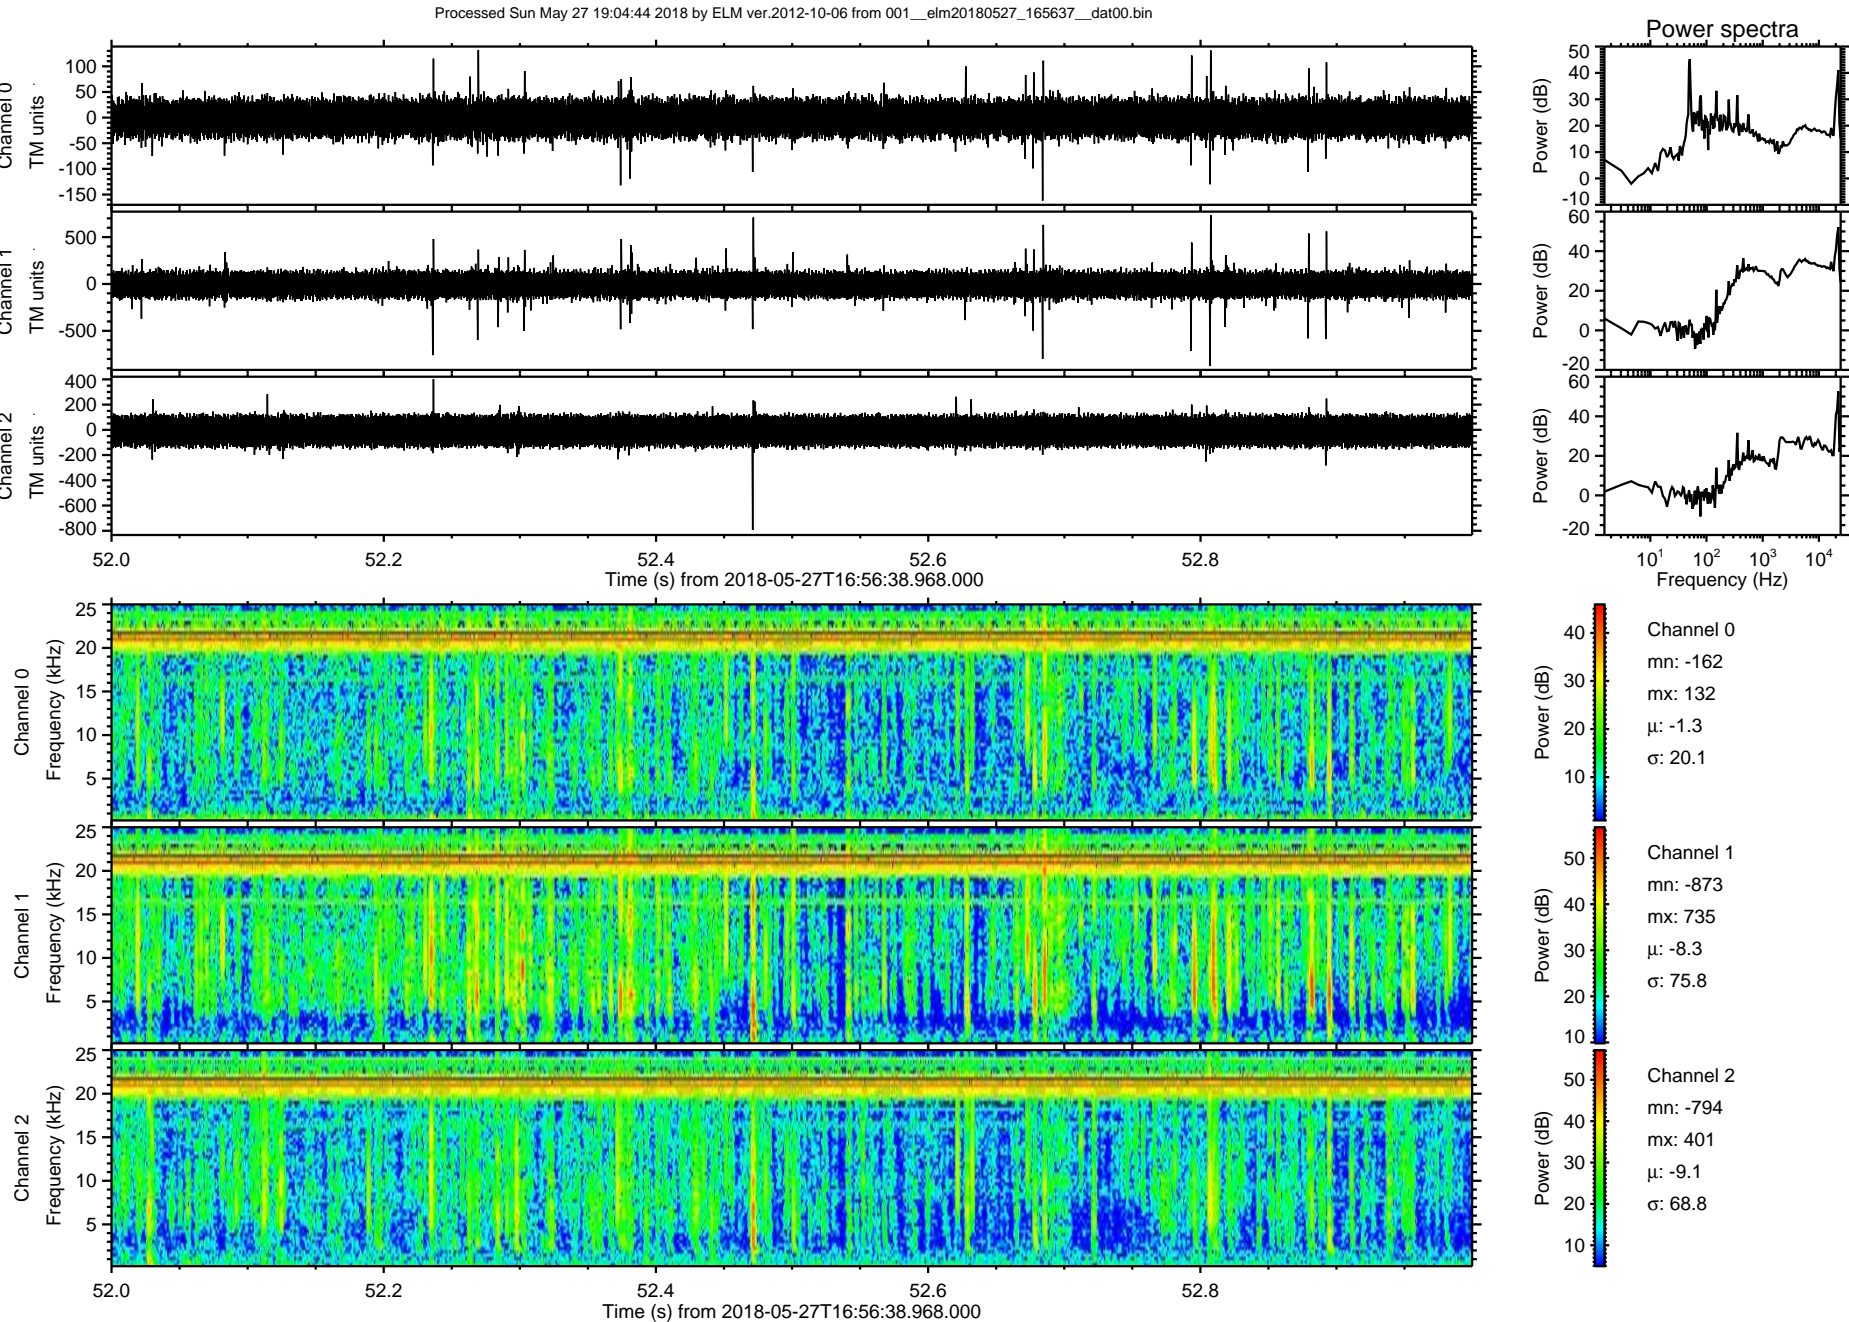 Processed Sun May 27 19:04:44 2018 by ELM ver.2012-10-06 from 001__elm20180527_165637__dat00.bin
Power spectra
Channel 0
TM units
100
50
0
-50
-100
-150
Power (dB)
50
40
30
20
10
0
-10
Channel 1
TM units
500
0
-500
Power (dB)
60
40
20
0
-20
Channel 2
TM units
400
200
0
-200
-400
-600
-800
Power (dB)
60
40
20
0
-20
52.0 52.2 52.4 52.6 52.8
Time (s) from 2018-05-27T16:56:38.968.000
10^1 10^2 10^3 10^4
Frequency (Hz)
Channel 0
Frequency (kHz)
25
20
15
10
5
Power (dB)
40
30
20
10
Channel 0
mn: -162
mx: 132
μ: -1.3
σ: 20.1
Channel 1
Frequency (kHz)
25
20
15
10
5
Power (dB)
50
40
30
20
10
Channel 1
mn: -873
mx: 735
μ: -8.3
σ: 75.8
Channel 2
Frequency (kHz)
25
20
15
10
5
Power (dB)
50
40
30
20
10
Channel 2
mn: -794
mx: 401
μ: -9.1
σ: 68.8
52.0 52.2 52.4 52.6 52.8
Time (s) from 2018-05-27T16:56:38.968.000